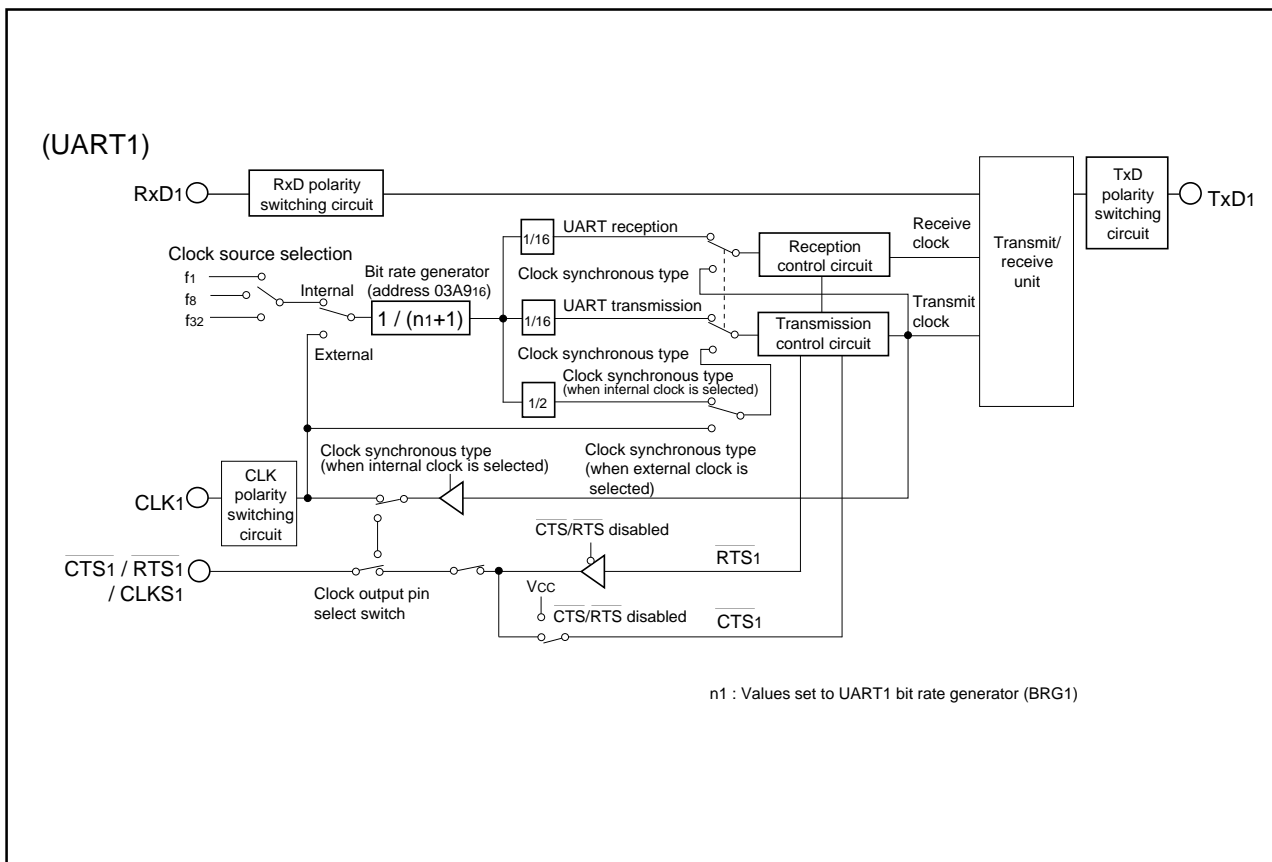 (UART1)
RxD1
RxD polarity
switching circuit
TxD
polarity
switching
circuit
TxD1
Clock source selection
f1
f8
f32
Internal
External
Bit rate generator
(address 03A916)
1 / (n1+1)
1/16
UART reception
Clock synchronous type
1/16
UART transmission
Clock synchronous type
Clock synchronous type
(when internal clock is selected)
1/2
Reception
control circuit
Transmission
control circuit
Receive
clock
Transmit
clock
Transmit/
receive
unit
Clock synchronous type
(when internal clock is selected)
Clock synchronous type
(when external clock is
selected)
CLK1
CLK
polarity
switching
circuit
CTS1 / RTS1
/ CLKS1
Clock output pin
select switch
CTS/RTS disabled
RTS1
VCC
CTS/RTS disabled
CTS1
n1 : Values set to UART1 bit rate generator (BRG1)